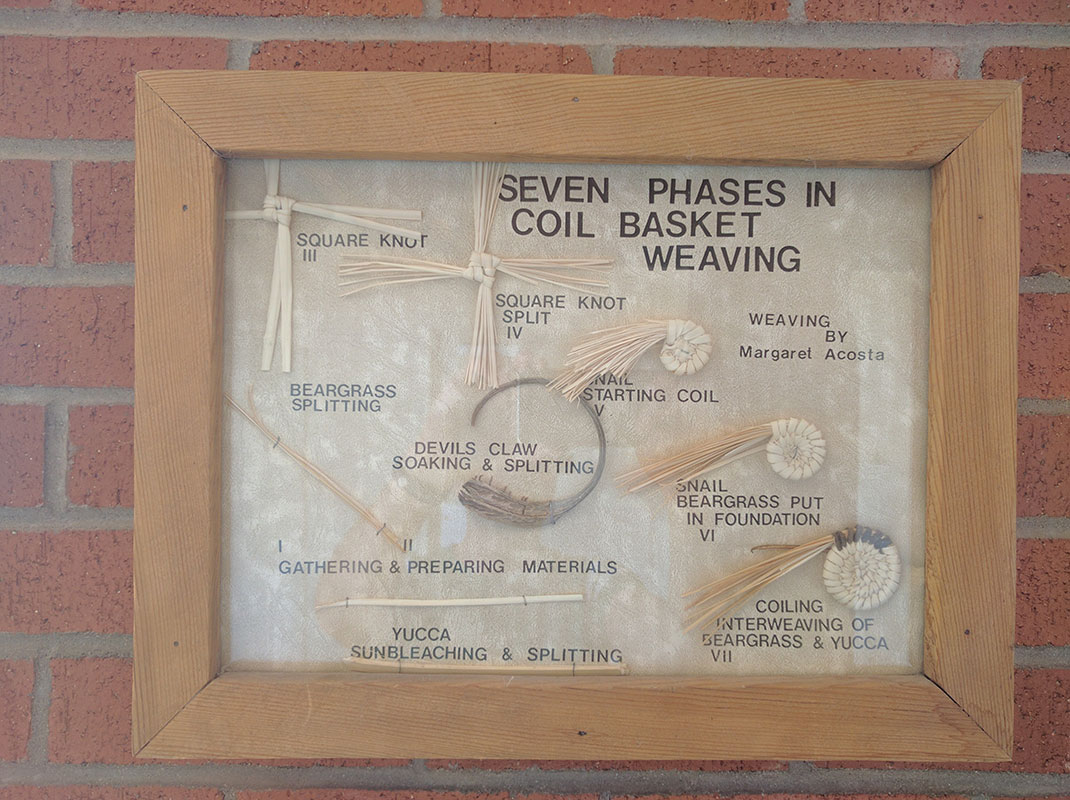 SEVEN PHASES IN
COIL BASKET
WEAVING
WEAVING
BY
Margaret Acosta
SQUARE KNOT
III
SQUARE KNOT
SPLIT
IV
SNAIL
STARTING COIL
V
BEARGRASS
SPLITTING
DEVILS CLAW
SOAKING & SPLITTING
SNAIL
BEARGRASS PUT
IN FOUNDATION
VI
I II
GATHERING & PREPARING MATERIALS
YUCCA
SUNBLEACHING & SPLITTING
COILING
INTERWEAVING OF
BEARGRASS & YUCCA
VII